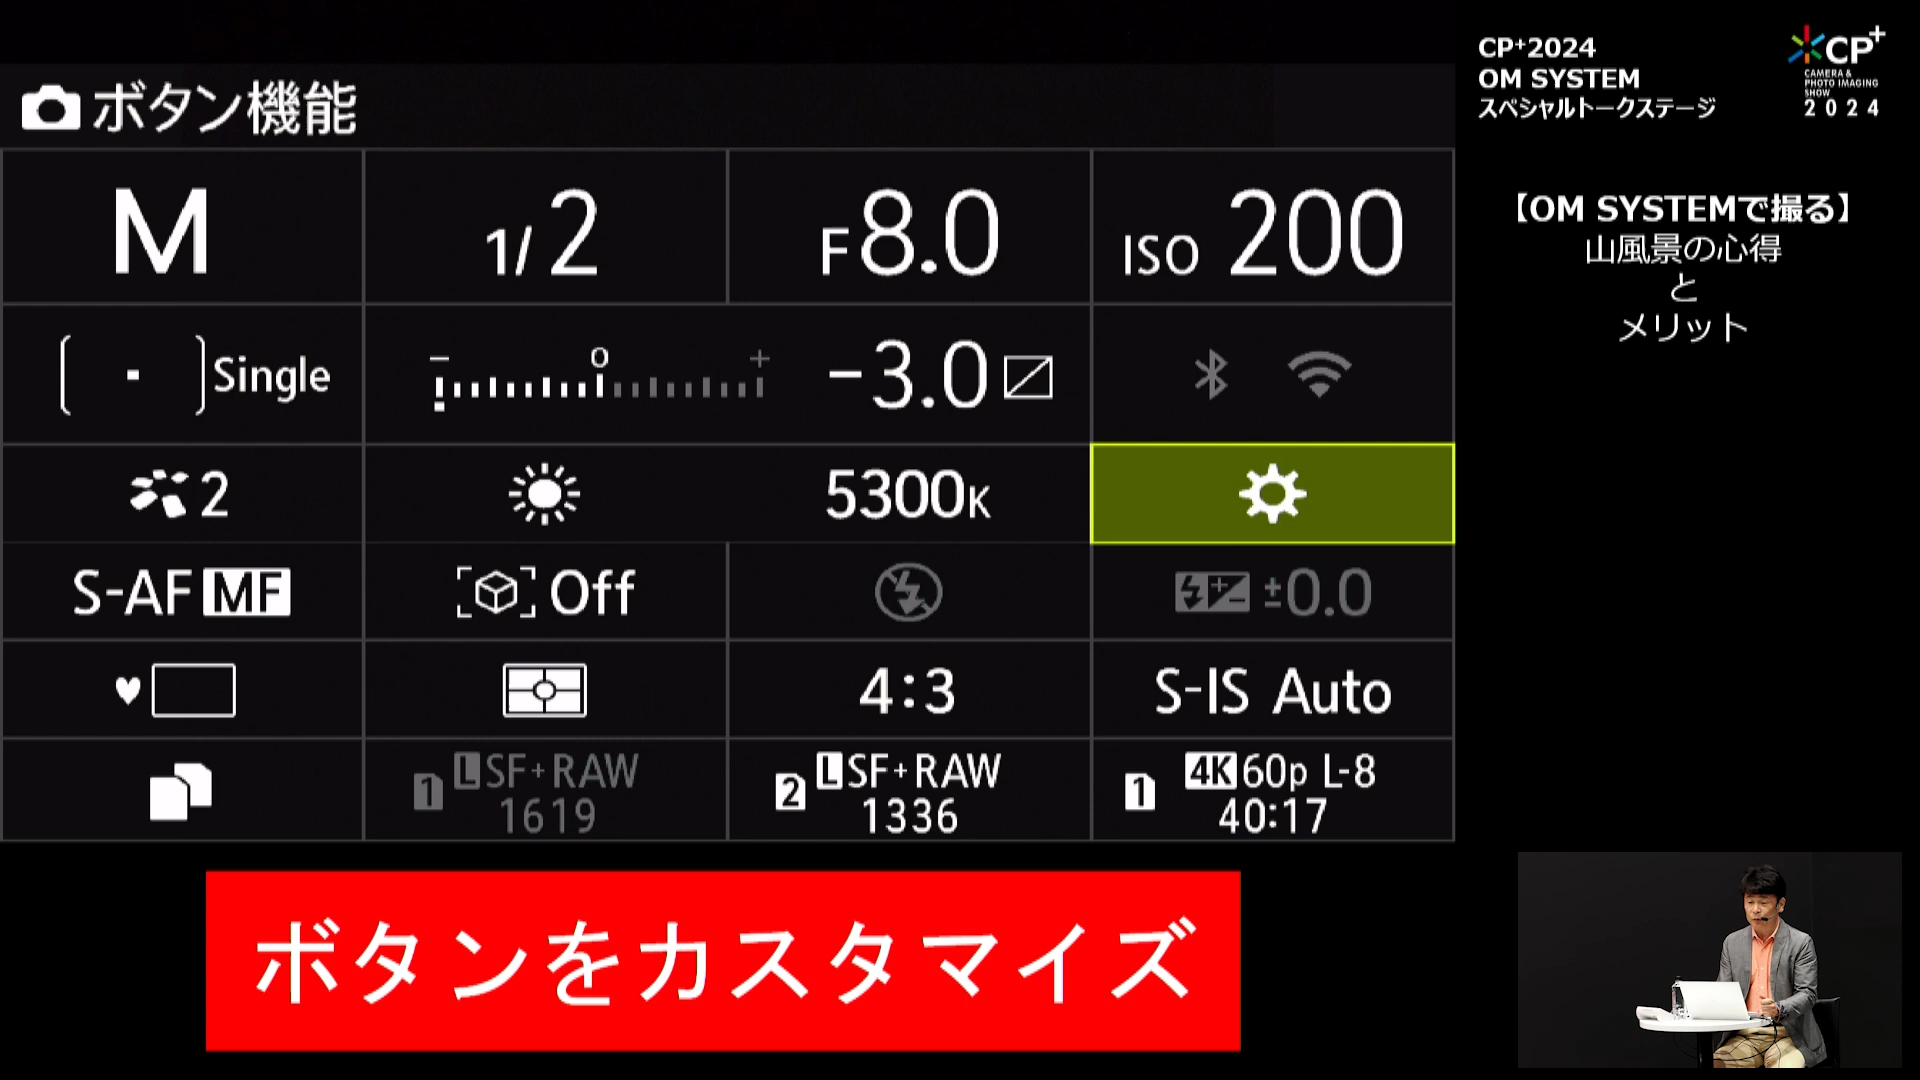 ボタン機能
M
1/2
F8.0
ISO 200
Single
− 0 +
−3.0
2
5300K
S-AF MF
Off
±0.0
4:3
S-IS Auto
1 L SF+RAW
1619
2 L SF+RAW
1336
1 4K 60p L-8
40:17
ボタンをカスタマイズ
CP+2024
OM SYSTEM
スペシャルトークステージ
CP+
CAMERA &
PHOTO IMAGING
SHOW
2024
【OM SYSTEMで撮る】
山風景の心得
と
メリット